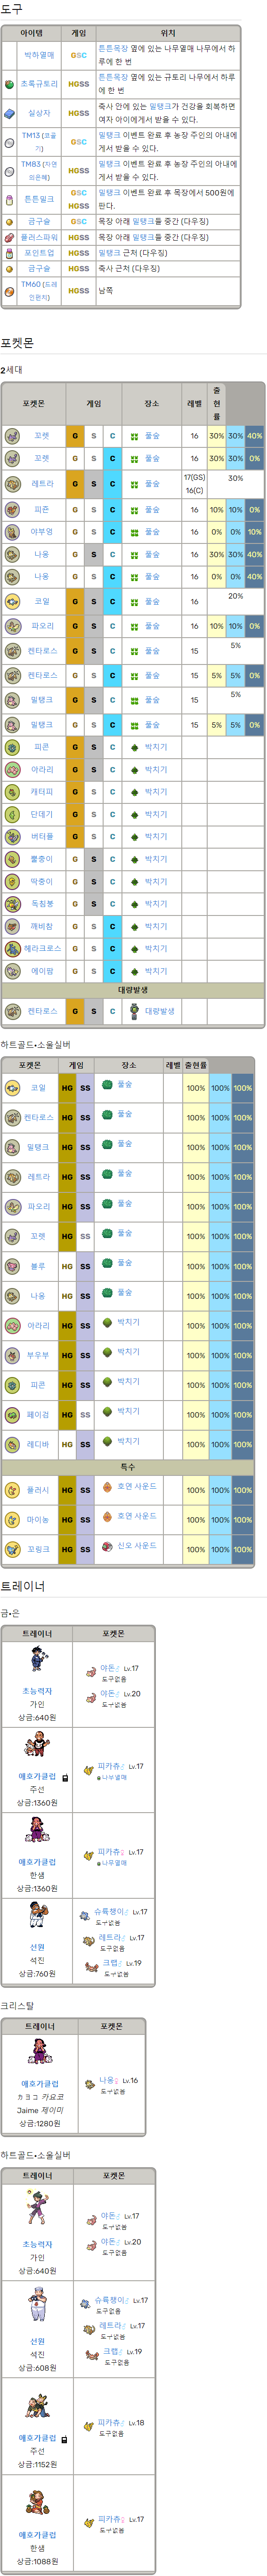 도구
아이템 게임 위치
박하열매 GSC 튼튼목장 옆에 있는 나무열매 나무에서 하루에 한 번
초록규토리 HGSS 튼튼목장 옆에 있는 규토리 나무에서 하루에 한 번
실상자 HGSS 축사 안에 있는 밀탱크가 건강을 회복하면 여자 아이에게서 받을 수 있다.
TM13 (코골기) GSC 밀탱크 이벤트 완료 후 농장 주인의 아내에게서 받을 수 있다.
TM83 (자연의은혜) HGSS 밀탱크 이벤트 완료 후 농장 주인의 아내에게서 받을 수 있다.
튼튼밀크 GSC HGSS 밀탱크 이벤트 완료 후 목장에서 500원에 판다.
금구슬 GSC 목장 아래 밀탱크들 중간 (다우징)
플러스파워 HGSS 목장 아래 밀탱크들 중간 (다우징)
포인트업 HGSS 밀탱크 근처 (다우징)
금구슬 HGSS 축사 근처 (다우징)
TM60 (드레인펀치) HGSS 남쪽
포켓몬
2세대
포켓몬 게임 장소 레벨 출현률
꼬렛 G S C 풀숲 16 30% 30% 40%
꼬렛 G S C 풀숲 16 30% 30% 0%
레트라 G S C 풀숲 17(GS) 16(C) 30%
피죤 G S C 풀숲 16 10% 10% 0%
야부엉 G S C 풀숲 16 0% 0% 10%
나옹 G S C 풀숲 16 30% 30% 40%
나옹 G S C 풀숲 16 0% 0% 40%
고라파덕 G S C 풀숲 16 20%
파오리 G S C 풀숲 16 10% 10% 0%
켄타로스 G S C 풀숲 15 5%
켄타로스 G S C 풀숲 15 5% 5% 0%
밀탱크 G S C 풀숲 15 5%
밀탱크 G S C 풀숲 15 5% 5% 0%
피콘 G S C 박치기
아라리 G S C 박치기
캐터피 G S C 박치기
단데기 G S C 박치기
버터플 G S C 박치기
뿔충이 G S C 박치기
딱충이 G S C 박치기
독침붕 G S C 박치기
깨비참 G S C 박치기
헤라크로스 G S C 박치기
에이팜 G S C 박치기
대량발생
켄타로스 G S C 대량발생
하트골드•소울실버
포켓몬 게임 장소 레벨 출현률
고라파덕 HG SS 풀숲 100% 100% 100%
켄타로스 HG SS 풀숲 100% 100% 100%
밀탱크 HG SS 풀숲 100% 100% 100%
레트라 HG SS 풀숲 100% 100% 100%
파오리 HG SS 풀숲 100% 100% 100%
꼬렛 HG SS 풀숲 100% 100% 100%
블루 HG SS 풀숲 100% 100% 100%
나옹 HG SS 풀숲 100% 100% 100%
아라리 HG SS 박치기 100% 100% 100%
부우부 HG SS 박치기 100% 100% 100%
피콘 HG SS 박치기 100% 100% 100%
페이검 HG SS 박치기 100% 100% 100%
레디바 HG SS 박치기 100% 100% 100%
특수
플러시 HG SS 호연 사운드 100% 100% 100%
마이농 HG SS 호연 사운드 100% 100% 100%
꼬링크 HG SS 신오 사운드 100% 100% 100%
트레이너
금•은
트레이너 포켓몬
초능력자
가인
상금:640원
야돈♂ Lv.17
도구없음
야돈♂ Lv.20
도구없음
애호가클럽
주선
상금:1360원
피카츄♂ Lv.17
나무열매
애호가클럽
한샘
상금:1360원
피카츄♀ Lv.17
나무열매
선원
석진
상금:760원
슈륙챙이♂ Lv.17
도구없음
레트라♂ Lv.17
도구없음
크랩♂ Lv.19
도구없음
크리스탈
트레이너 포켓몬
애호가클럽
カヨコ 카요코
Jaime 제이미
상금:1280원
나옹♀ Lv.16
도구없음
하트골드•소울실버
트레이너 포켓몬
초능력자
가인
상금:640원
야돈♂ Lv.17
도구없음
야돈♂ Lv.20
도구없음
선원
석진
상금:608원
슈륙챙이♂ Lv.17
도구없음
레트라♂ Lv.17
도구없음
크랩♂ Lv.19
도구없음
애호가클럽
주선
상금:1152원
피카츄♂ Lv.18
도구없음
애호가클럽
한샘
상금:1088원
피카츄♀ Lv.17
도구없음